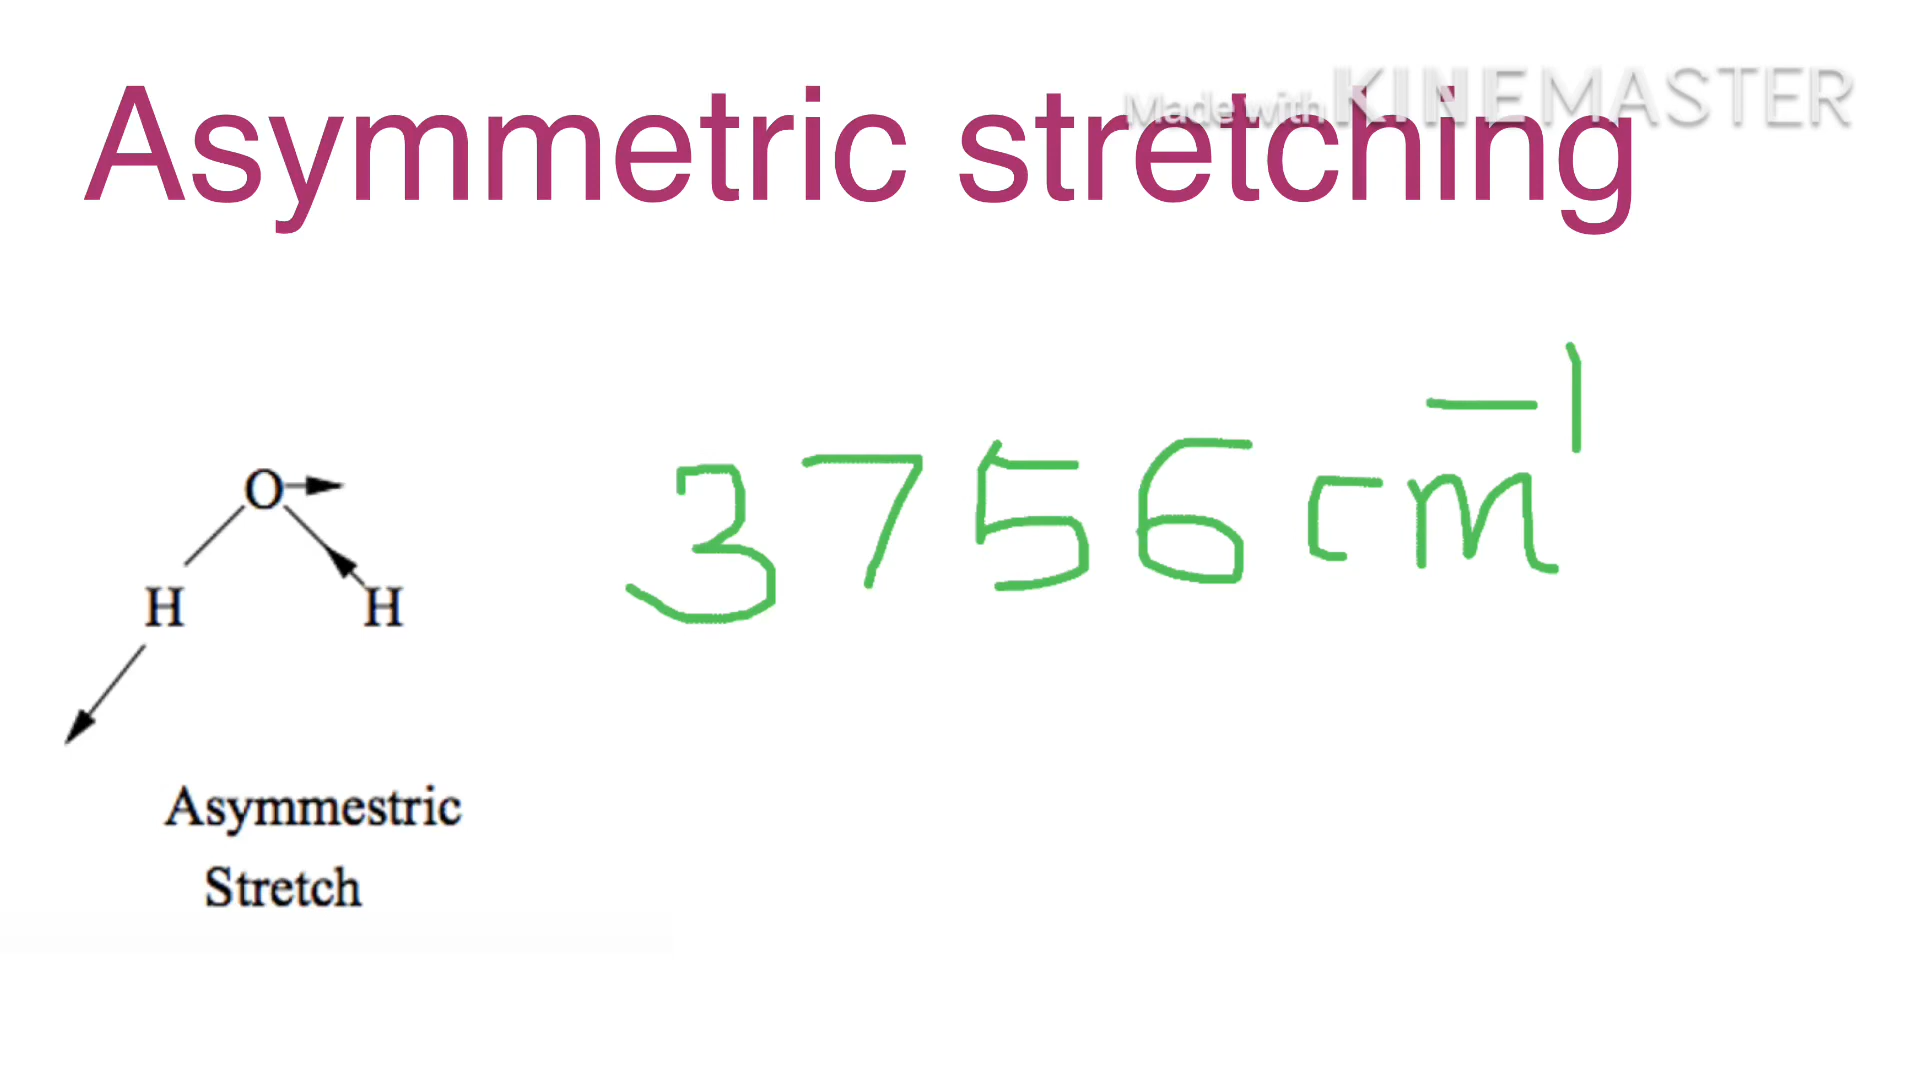 Made with KINEMASTER
Asymmetric stretching
3756 cm⁻¹
O
H H
Asymmestric
Stretch